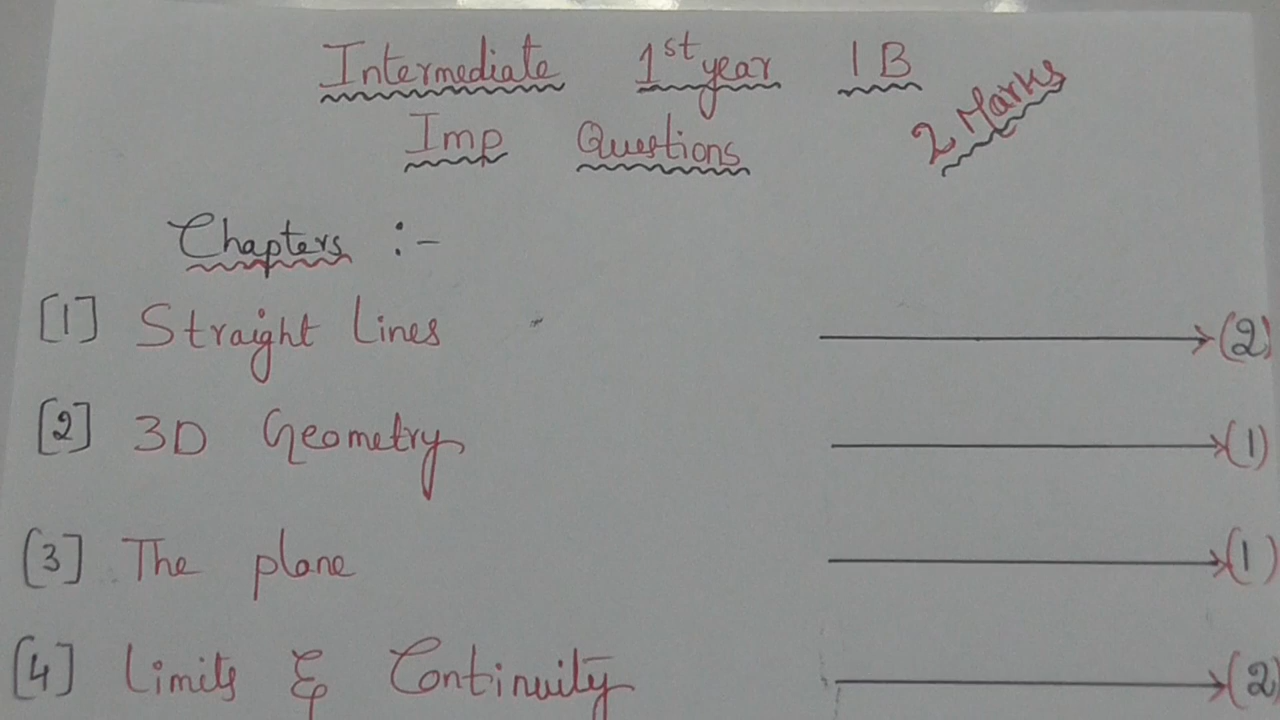 Intermediate 1st year 1B
2 Marks
Imp Questions
Chapters :-
[1] Straight Lines (2)
[2] 3D Geometry (1)
[3] The plane (1)
[4] Limits & Continuity (2)